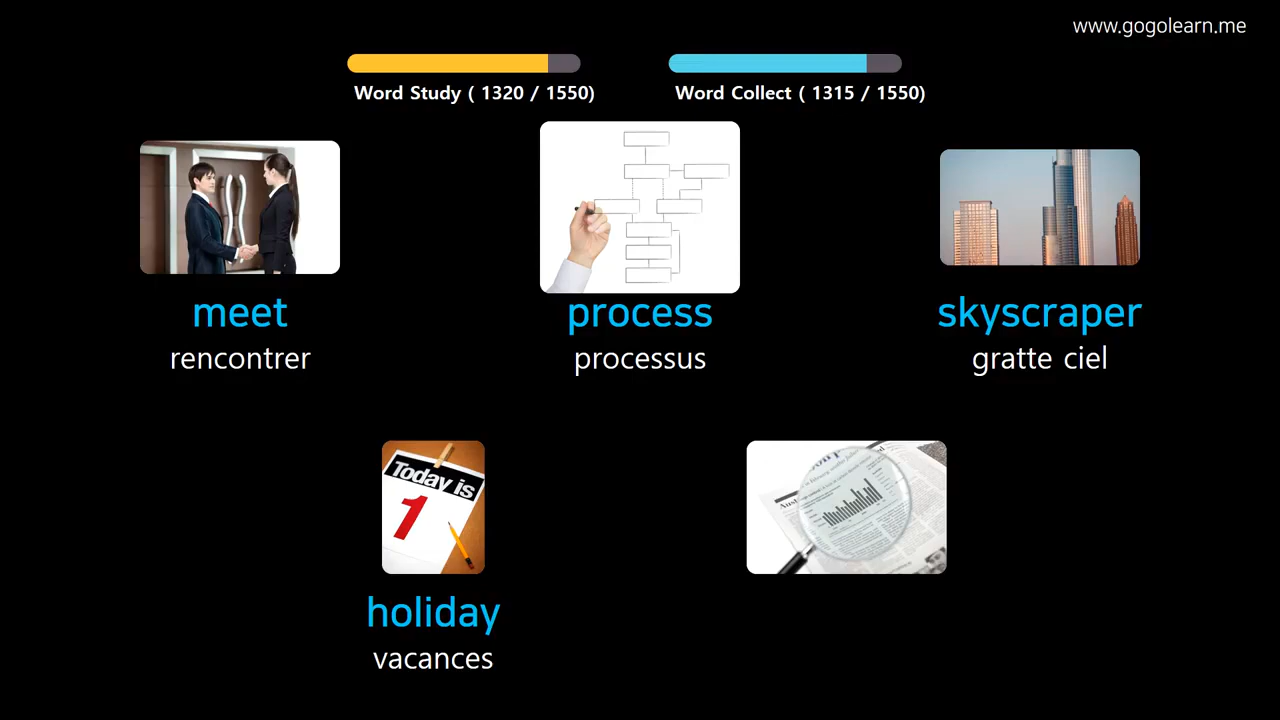 www.gogolearn.me
Word Study ( 1320 / 1550)
Word Collect ( 1315 / 1550)
meet
rencontrer
process
processus
skyscraper
gratte ciel
Today is
1
holiday
vacances